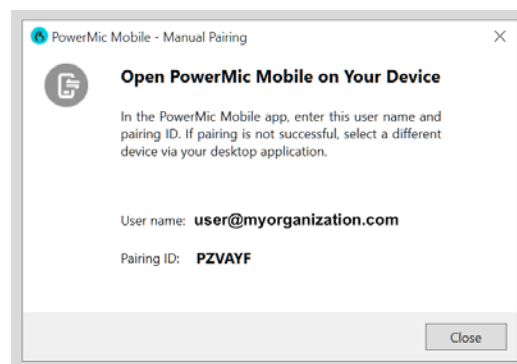 PowerMic Mobile - Manual Pairing
Open PowerMic Mobile on Your Device
In the PowerMic Mobile app, enter this user name and
pairing ID. If pairing is not successful, select a different
device via your desktop application.
User name: user@myorganization.com
Pairing ID: PZVAYF
Close